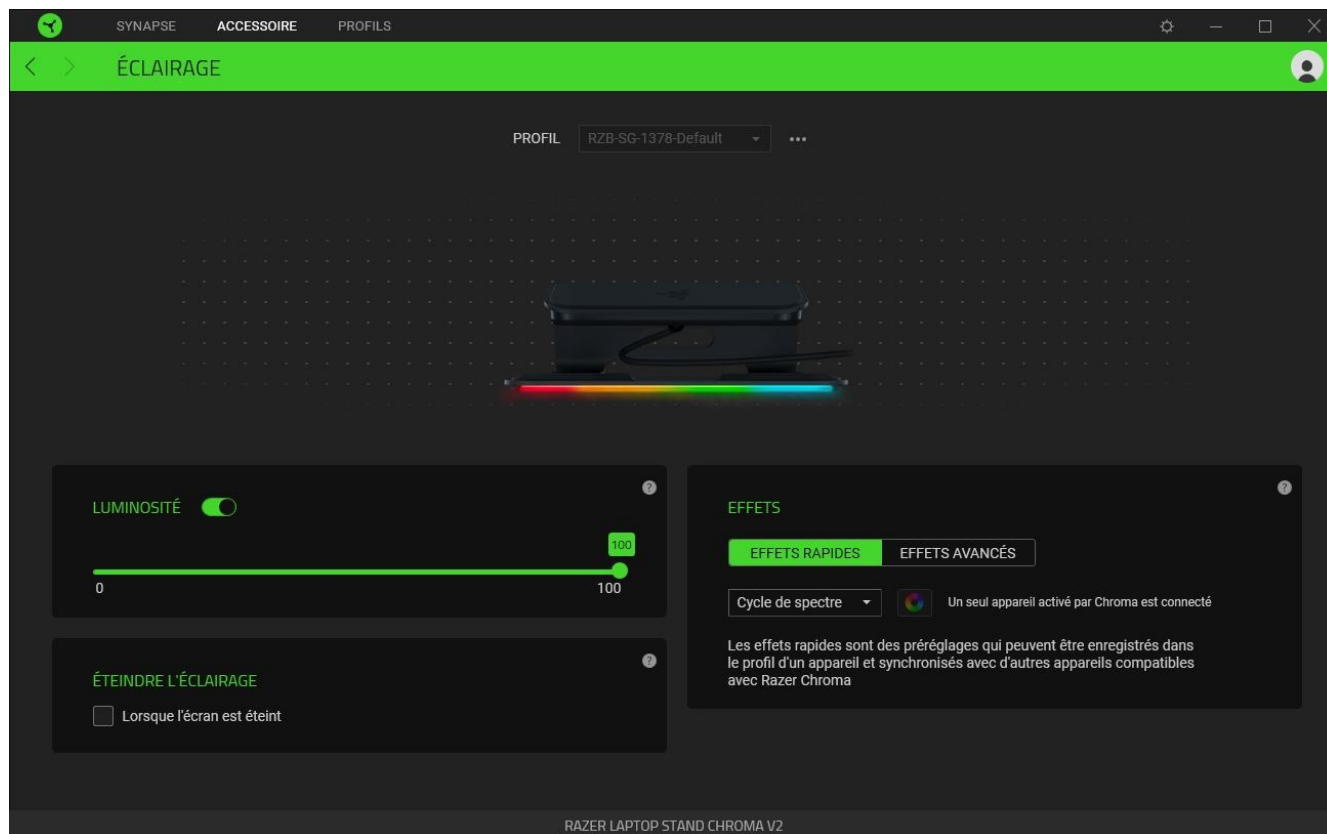 SYNAPSE ACCESSOIRE PROFILS
ÉCLAIRAGE
PROFIL RZB-SG-1378-Default
LUMINOSITÉ
100
0 100
ÉTEINDRE L'ÉCLAIRAGE
Lorsque l'écran est éteint
EFFETS
EFFETS RAPIDES EFFETS AVANCÉS
Cycle de spectre Un seul appareil activé par Chroma est connecté
Les effets rapides sont des préréglages qui peuvent être enregistrés dans
le profil d'un appareil et synchronisés avec d'autres appareils compatibles
avec Razer Chroma
RAZER LAPTOP STAND CHROMA V2